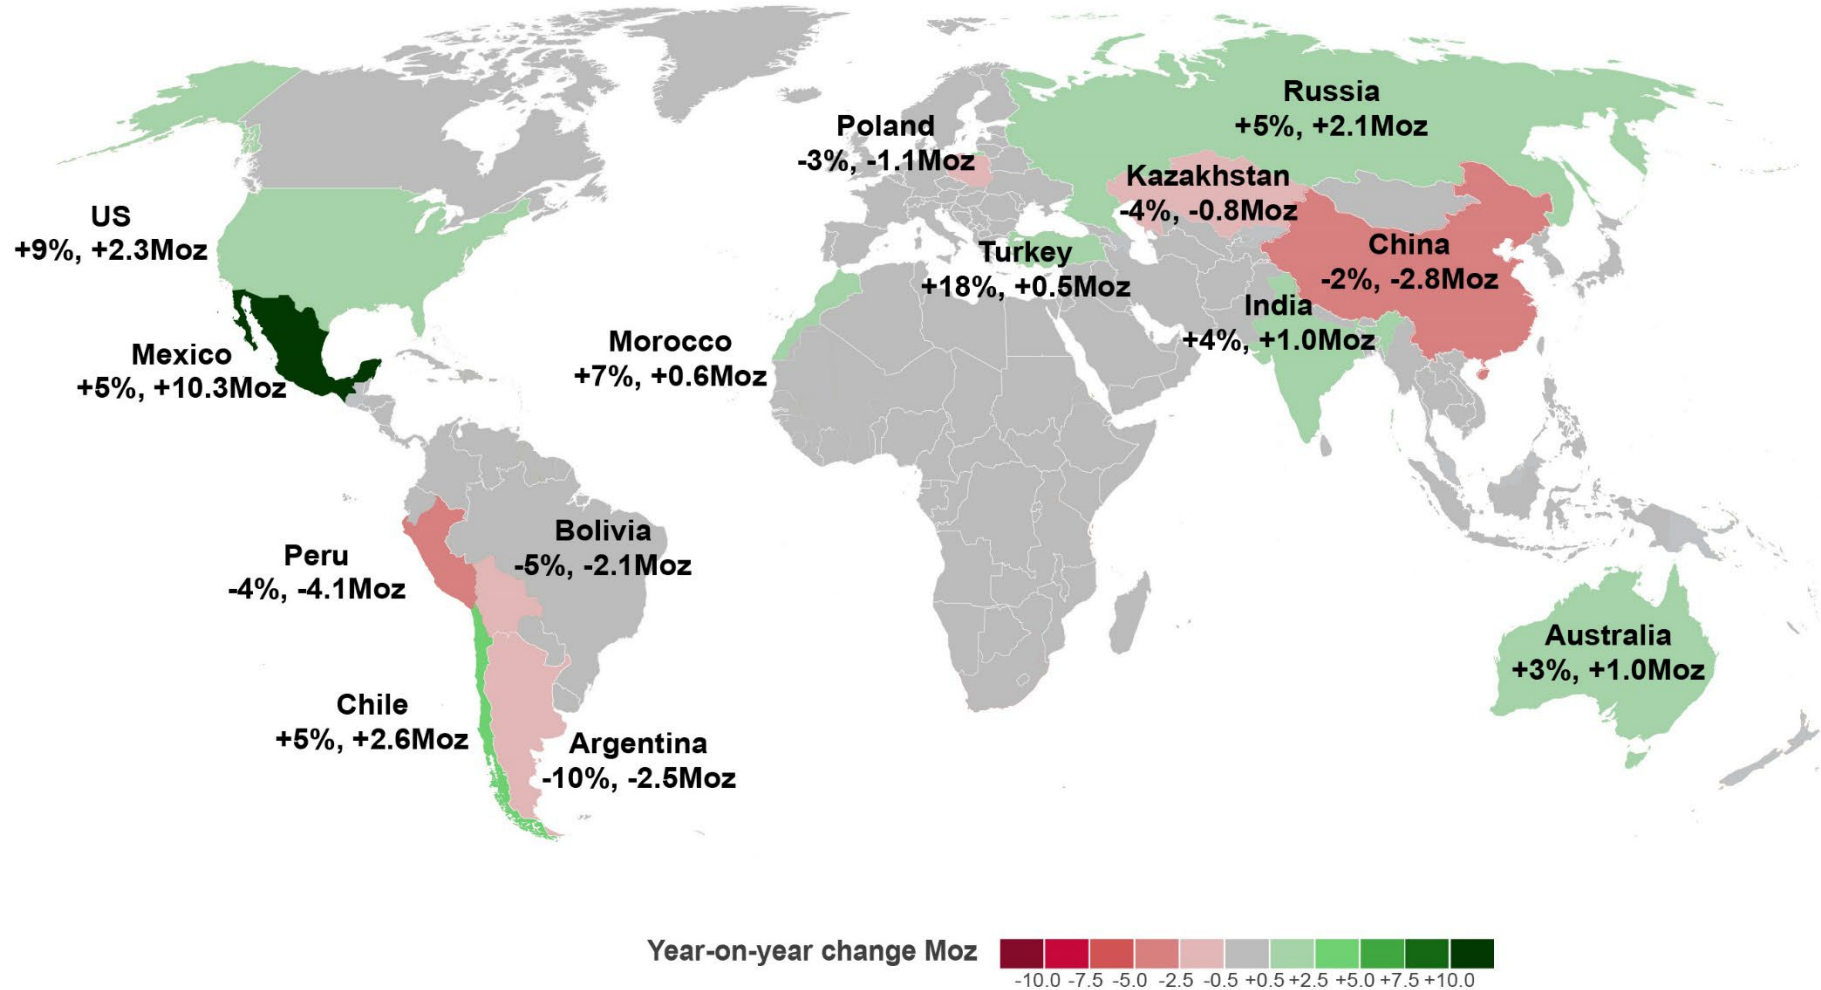 Russia
+5%, +2.1Moz
Poland
-3%, -1.1Moz
Kazakhstan
-4%, -0.8Moz
US
+9%, +2.3Moz
China
-2%, -2.8Moz
Turkey
+18%, +0.5Moz
India
+4%, +1.0Moz
Morocco
+7%, +0.6Moz
Mexico
+5%, +10.3Moz
Bolivia
-5%, -2.1Moz
Peru
-4%, -4.1Moz
Australia
+3%, +1.0Moz
Chile
+5%, +2.6Moz
Argentina
-10%, -2.5Moz
Year-on-year change Moz
-10.0 -7.5 -5.0 -2.5 -0.5 +0.5 +2.5 +5.0 +7.5 +10.0